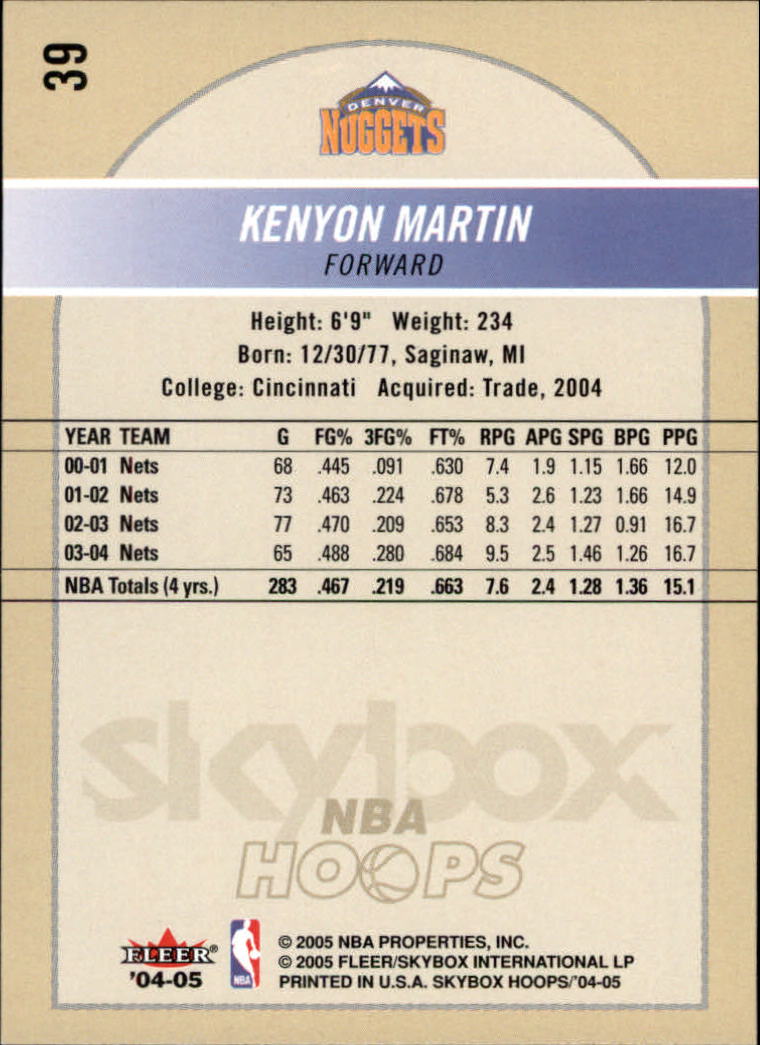 39
DENVER
NUGGETS
KENYON MARTIN
FORWARD
Height: 6'9" Weight: 234
Born: 12/30/77, Saginaw, MI
College: Cincinnati Acquired: Trade, 2004
YEAR TEAM G FG% 3FG% FT% RPG APG SPG BPG PPG
00-01 Nets 68 .445 .091 .630 7.4 1.9 1.15 1.66 12.0
01-02 Nets 73 .463 .224 .678 5.3 2.6 1.23 1.66 14.9
02-03 Nets 77 .470 .209 .653 8.3 2.4 1.27 0.91 16.7
03-04 Nets 65 .488 .280 .684 9.5 2.5 1.46 1.26 16.7
NBA Totals (4 yrs.) 283 .467 .219 .663 7.6 2.4 1.28 1.36 15.1
skybox
NBA
HOOPS
FLEER®
'04-05
NBA
© 2005 NBA PROPERTIES, INC.
© 2005 FLEER/SKYBOX INTERNATIONAL LP
PRINTED IN U.S.A. SKYBOX HOOPS/'04-05